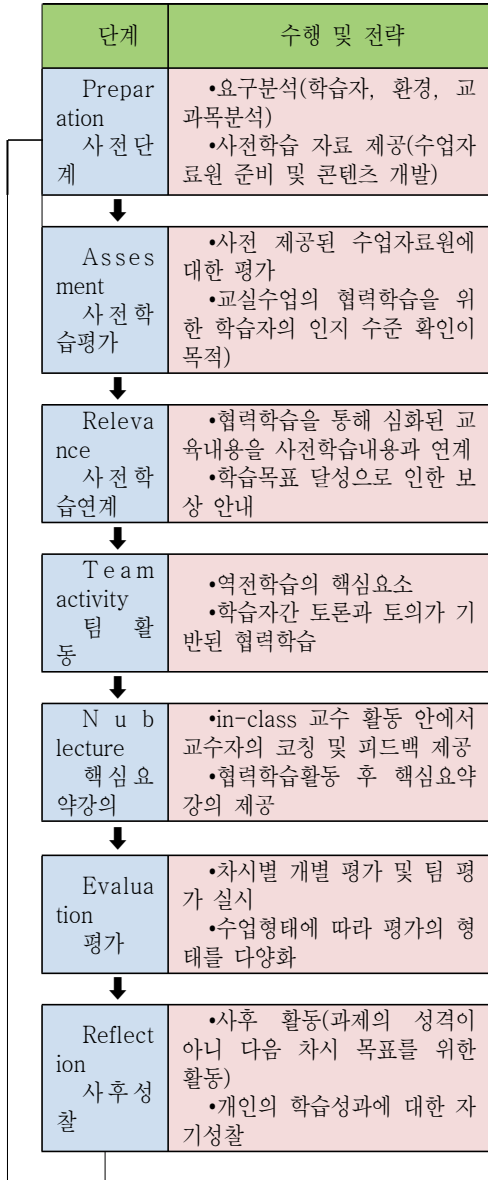 단계
수행 및 전략
Prepar
ation
사전단
계
•요구분석(학습자, 환경, 교
과목분석)
•사전학습 자료 제공(수업자
료원 준비 및 콘텐츠 개발)
Asses
ment
사전학
습평가
•사전 제공된 수업자료원에
대한 평가
•교실수업의 협력학습을 위
한 학습자의 인지 수준 확인이
목적)
Releva
nce
사전학
습연계
•협력학습을 통해 심화된 교
육내용을 사전학습내용과 연계
•학습목표 달성으로 인한 보
상 안내
Team
activity
팀 활
동
•역전학습의 핵심요소
•학습자간 토론과 토의가 기
반된 협력학습
Nub
lecture
핵심요
약강의
•in-class 교수 활동 안에서
교수자의 코칭 및 피드백 제공
•협력학습활동 후 핵심요약
강의 제공
Evalua
tion
평가
•차시별 개별 평가 및 팀 평
가 실시
•수업형태에 따라 평가의 형
태를 다양화
Reflect
ion
사후성
찰
•사후 활동(과제의 성격이
아니 다음 차시 목표를 위한
활동)
•개인의 학습성과에 대한 자
기성찰